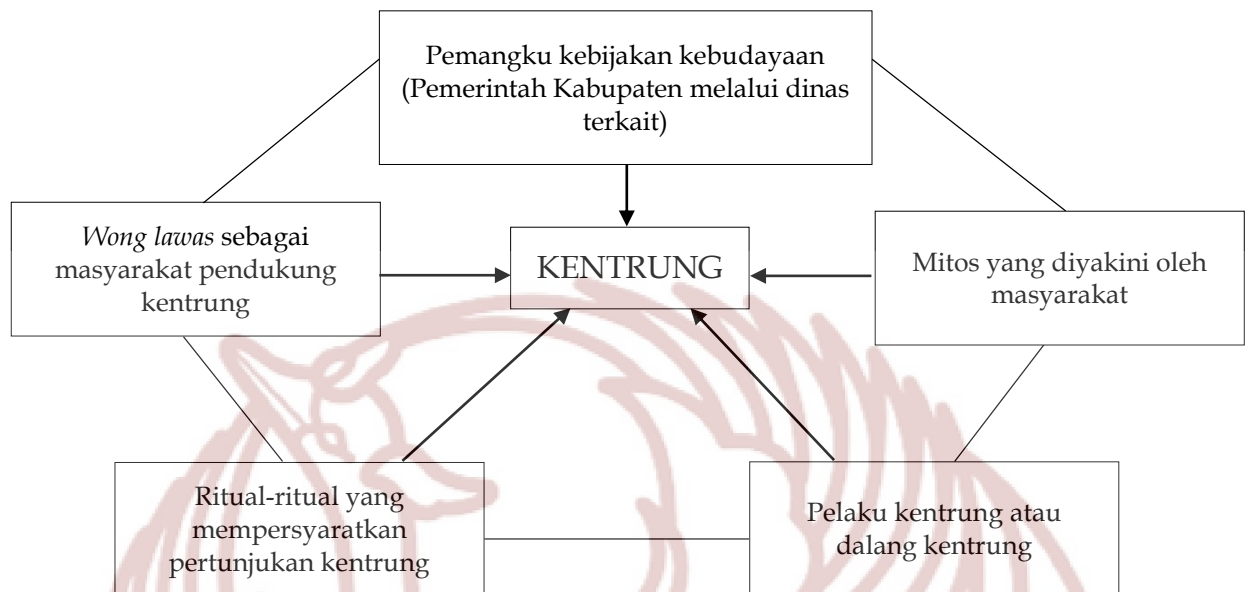 Pemangku kebijakan kebudayaan
(Pemerintah Kabupaten melalui dinas
terkait)
Wong lawas sebagai
masyarakat pendukung
kentrung
KENTRUNG
Mitos yang diyakini oleh
masyarakat
Ritual-ritual yang
mempersyaratkan
pertunjukan kentrung
Pelaku kentrung atau
dalang kentrung